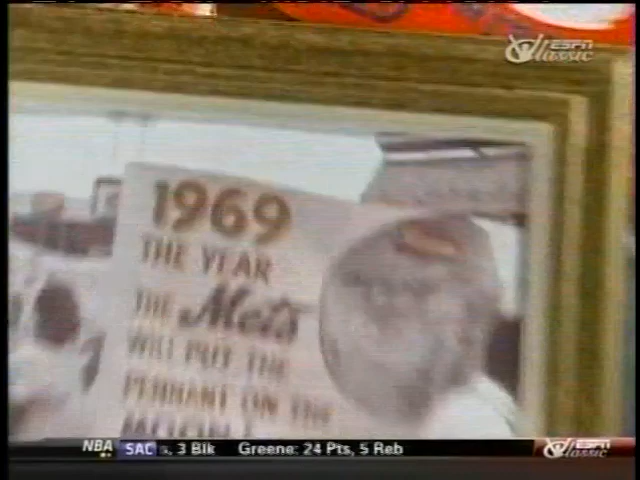 ESPN
Classic
1969
THE YEAR
THE Mets
WILL PUT THE
PENNANT ON THE
MOON!
NBA SAC s, 3 Blk Greene: 24 Pts, 5 Reb ESPN
Classic